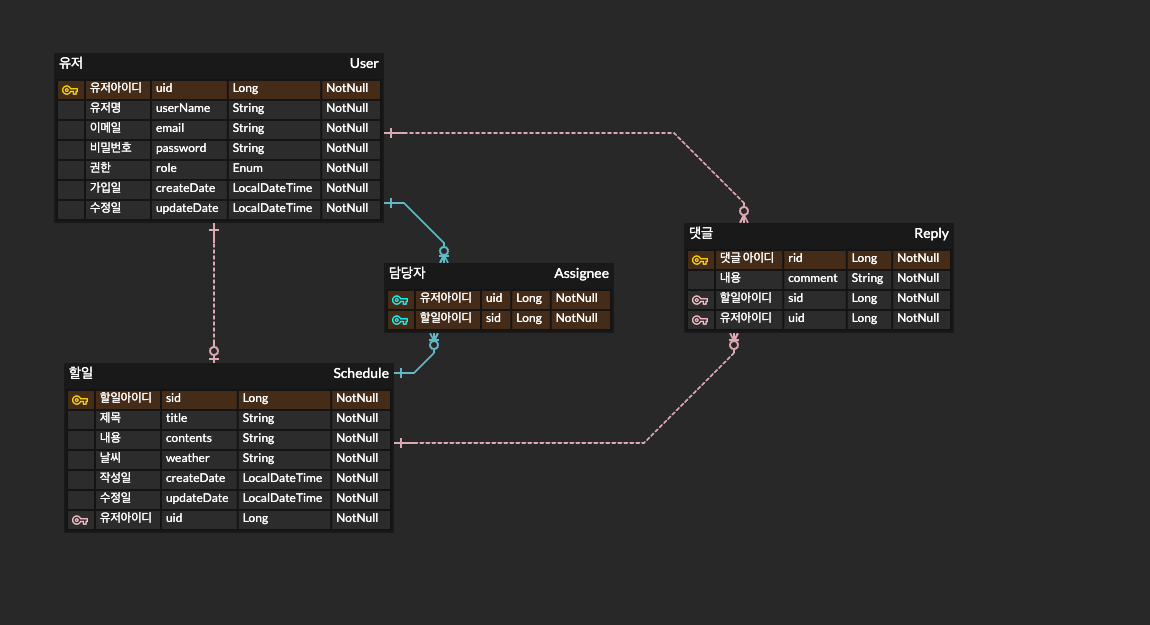 유저 User
유저아이디 uid Long NotNull
유저명 userName String NotNull
이메일 email String NotNull
비밀번호 password String NotNull
권한 role Enum NotNull
가입일 createDate LocalDateTime NotNull
수정일 updateDate LocalDateTime NotNull
댓글 Reply
댓글 아이디 rid Long NotNull
내용 comment String NotNull
할일아이디 sid Long NotNull
유저아이디 uid Long NotNull
담당자 Assignee
유저아이디 uid Long NotNull
할일아이디 sid Long NotNull
할일 Schedule
할일아이디 sid Long NotNull
제목 title String NotNull
내용 contents String NotNull
날씨 weather String NotNull
작성일 createDate LocalDateTime NotNull
수정일 updateDate LocalDateTime NotNull
유저아이디 uid Long NotNull